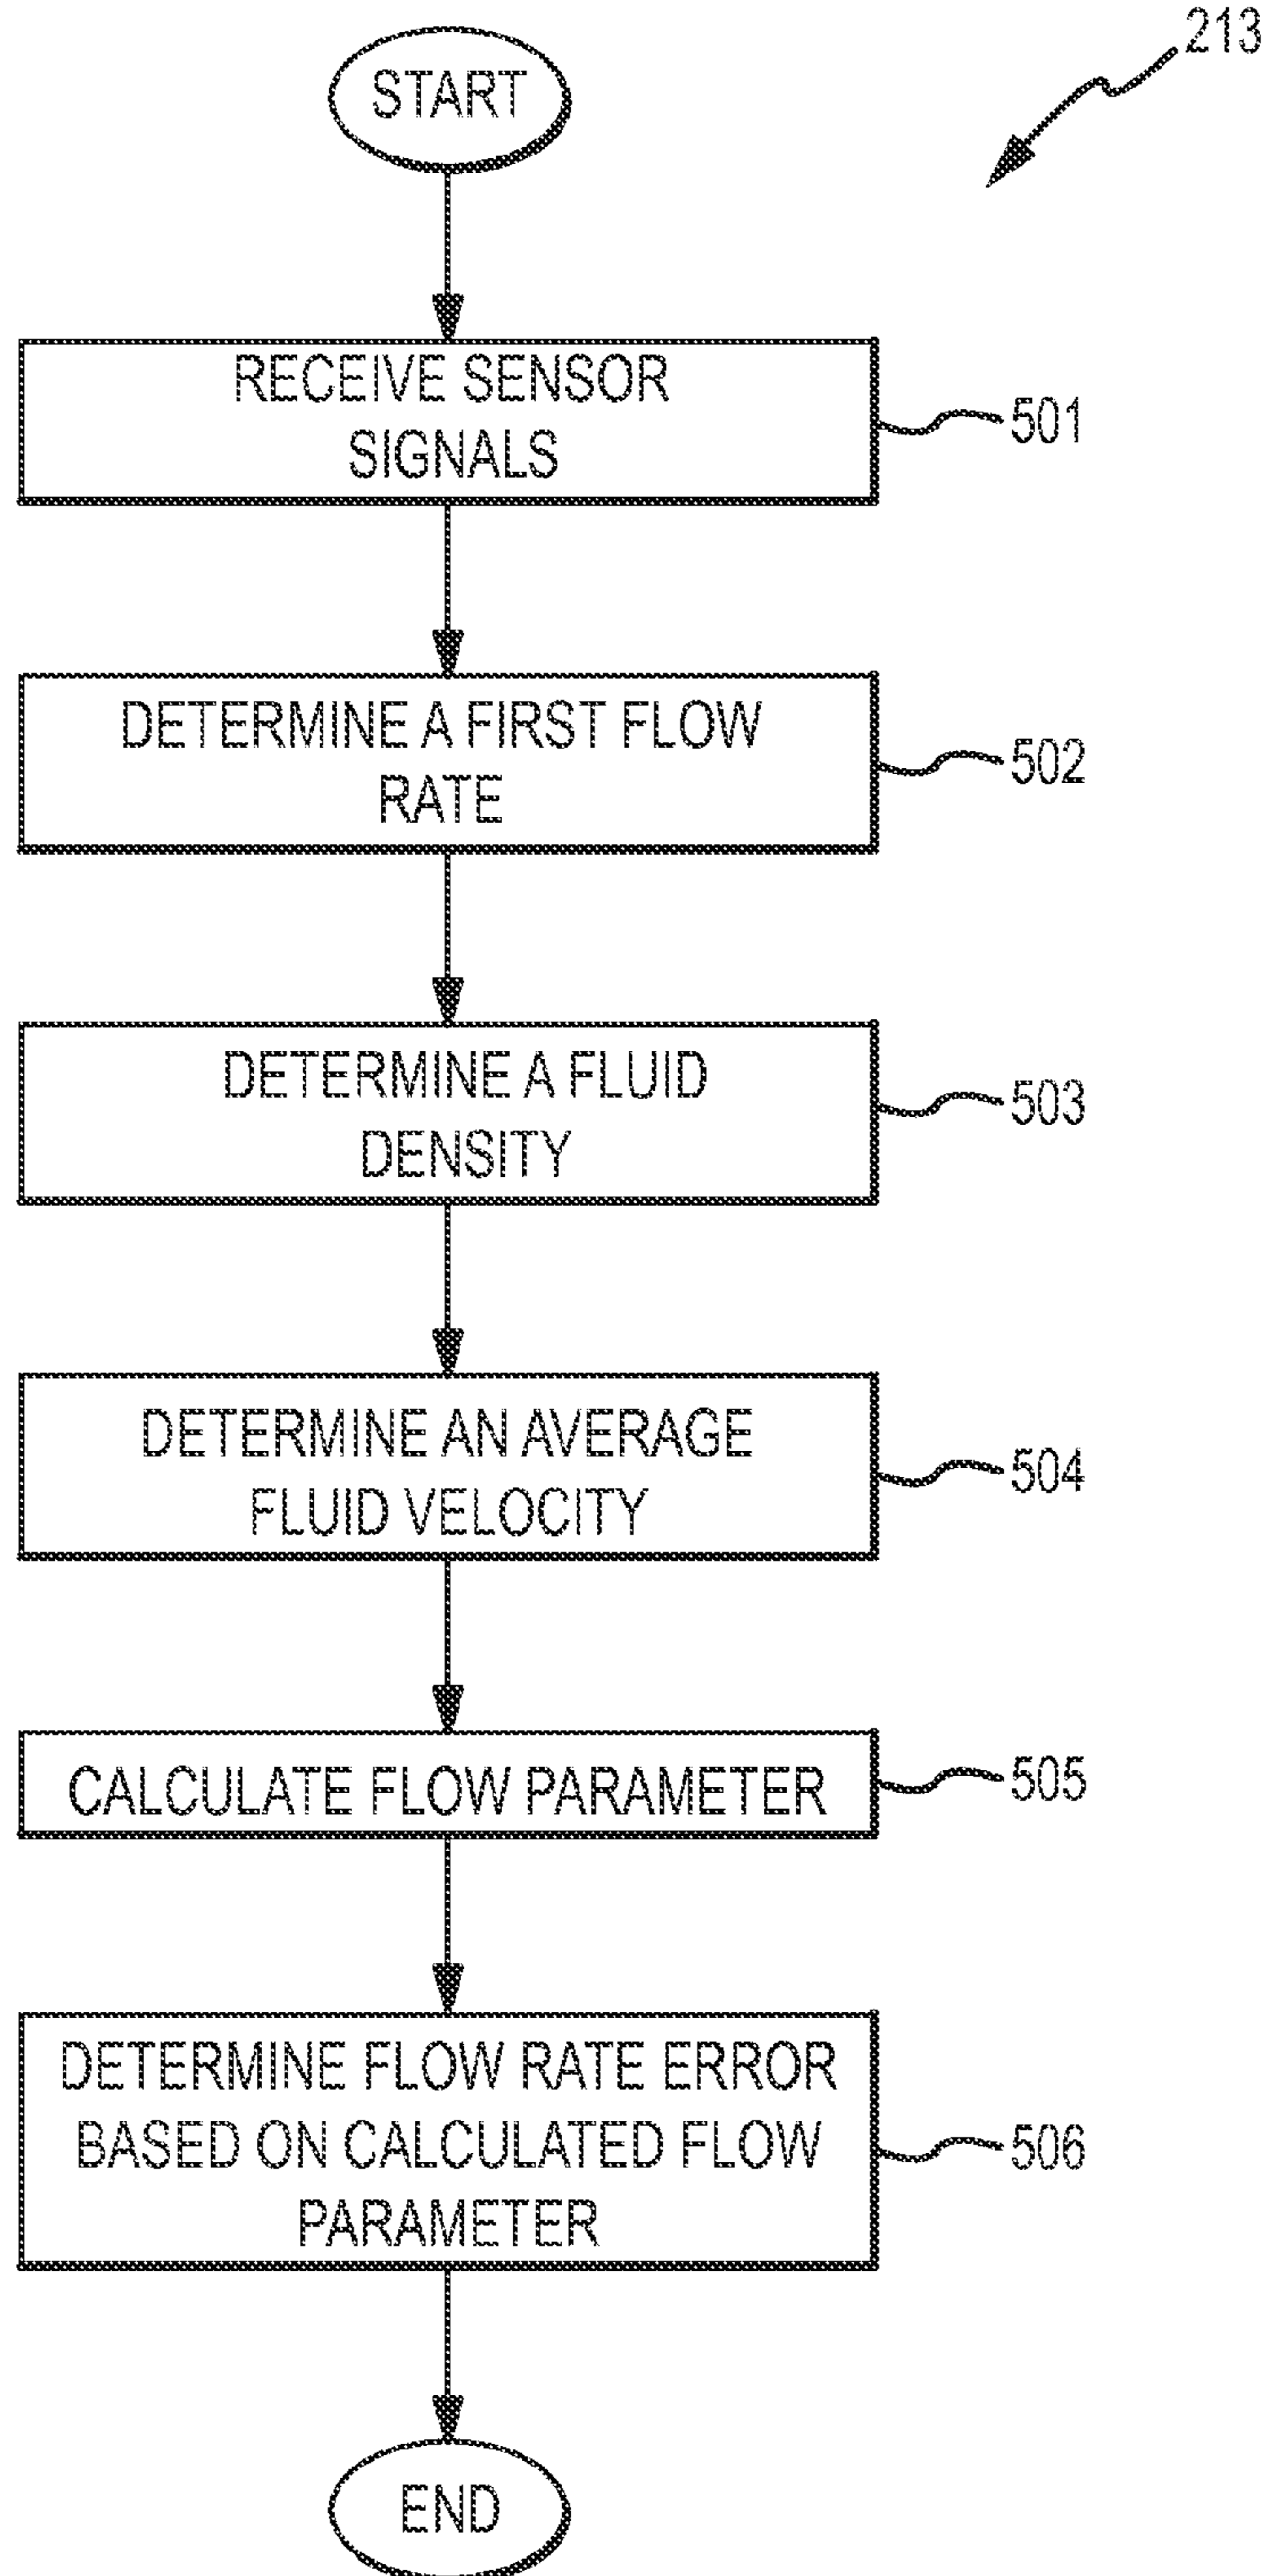 213
START
RECEIVE SENSOR
SIGNALS
501
DETERMINE A FIRST FLOW
RATE
502
DETERMINE A FLUID
DENSITY
503
DETERMINE AN AVERAGE
FLUID VELOCITY
504
CALCULATE FLOW PARAMETER
505
DETERMINE FLOW RATE ERROR
BASED ON CALCULATED FLOW
PARAMETER
506
END